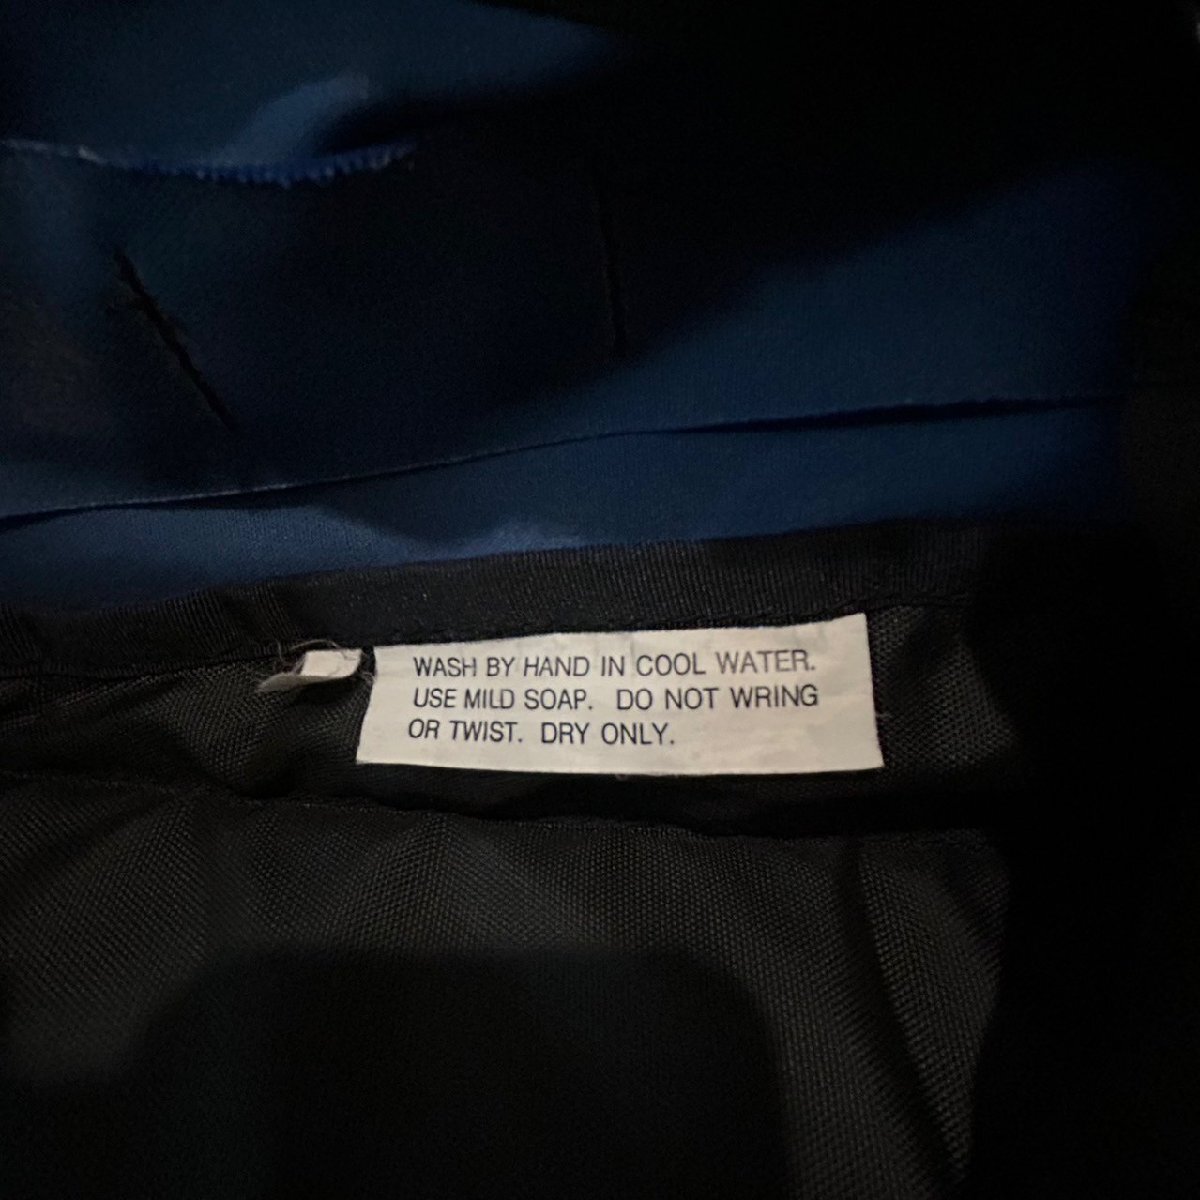 WASH BY HAND IN COOL WATER.
USE MILD SOAP. DO NOT WRING
OR TWIST. DRY ONLY.